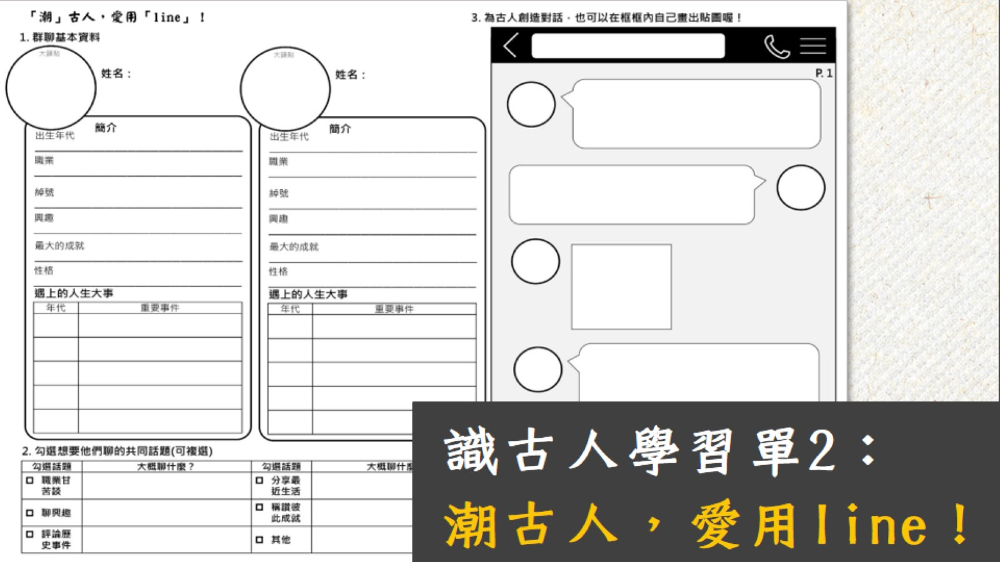 「潮」古人，愛用「line」！
1. 群聊基本資料
大頭貼
姓名：
簡介
出生年代
職業
綽號
興趣
最大的成就
性格
遇上的人生大事
年代 重要事件
大頭貼
姓名：
簡介
出生年代
職業
綽號
興趣
最大的成就
性格
遇上的人生大事
年代 重要事件
2. 勾選想要他們聊的共同話題(可複選)
勾選話題 大概聊什麼？ 勾選話題 大概聊什
職業甘
苦談
分享最
近生活
聊興趣
稱讚彼
此成就
評論歷
史事件
其他
3. 為古人創造對話，也可以在框框內自己畫出貼圖喔！
P. 1
識古人學習單2：
潮古人，愛用line！